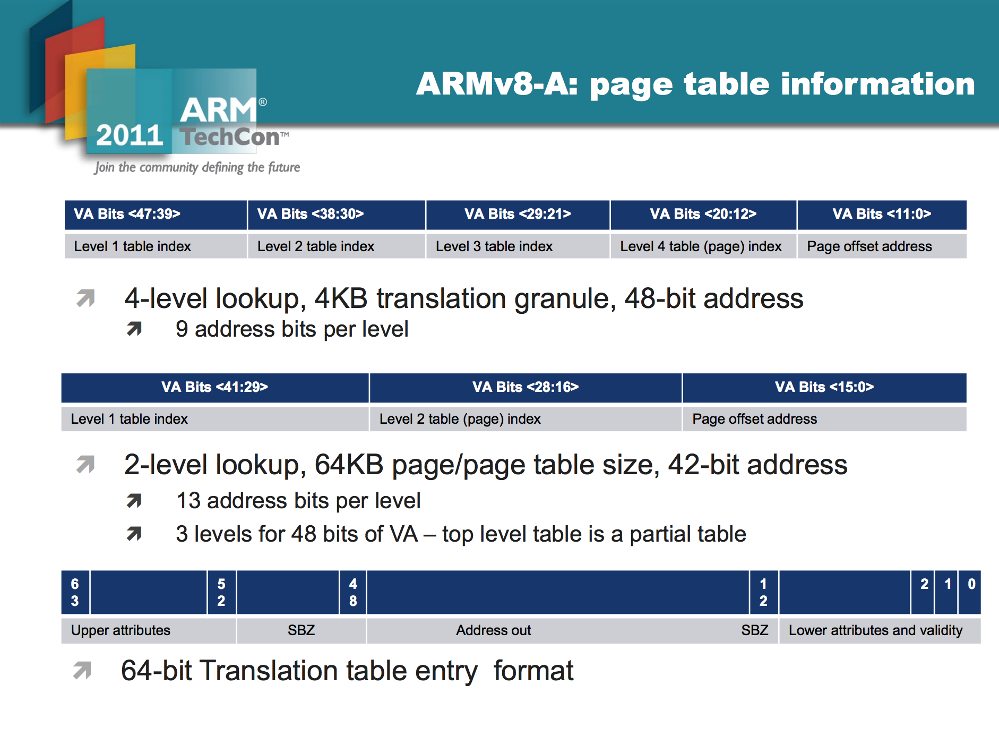 ARMv8-A: page table information
2011 ARM®
TechCon™
Join the community defining the future
VA Bits <47:39> VA Bits <38:30> VA Bits <29:21> VA Bits <20:12> VA Bits <11:0>
Level 1 table index Level 2 table index Level 3 table index Level 4 table (page) index Page offset address
4-level lookup, 4KB translation granule, 48-bit address
9 address bits per level
VA Bits <41:29> VA Bits <28:16> VA Bits <15:0>
Level 1 table index Level 2 table (page) index Page offset address
2-level lookup, 64KB page/page table size, 42-bit address
13 address bits per level
3 levels for 48 bits of VA – top level table is a partial table
63 52 48 12 2 1 0
Upper attributes SBZ Address out SBZ Lower attributes and validity
64-bit Translation table entry format